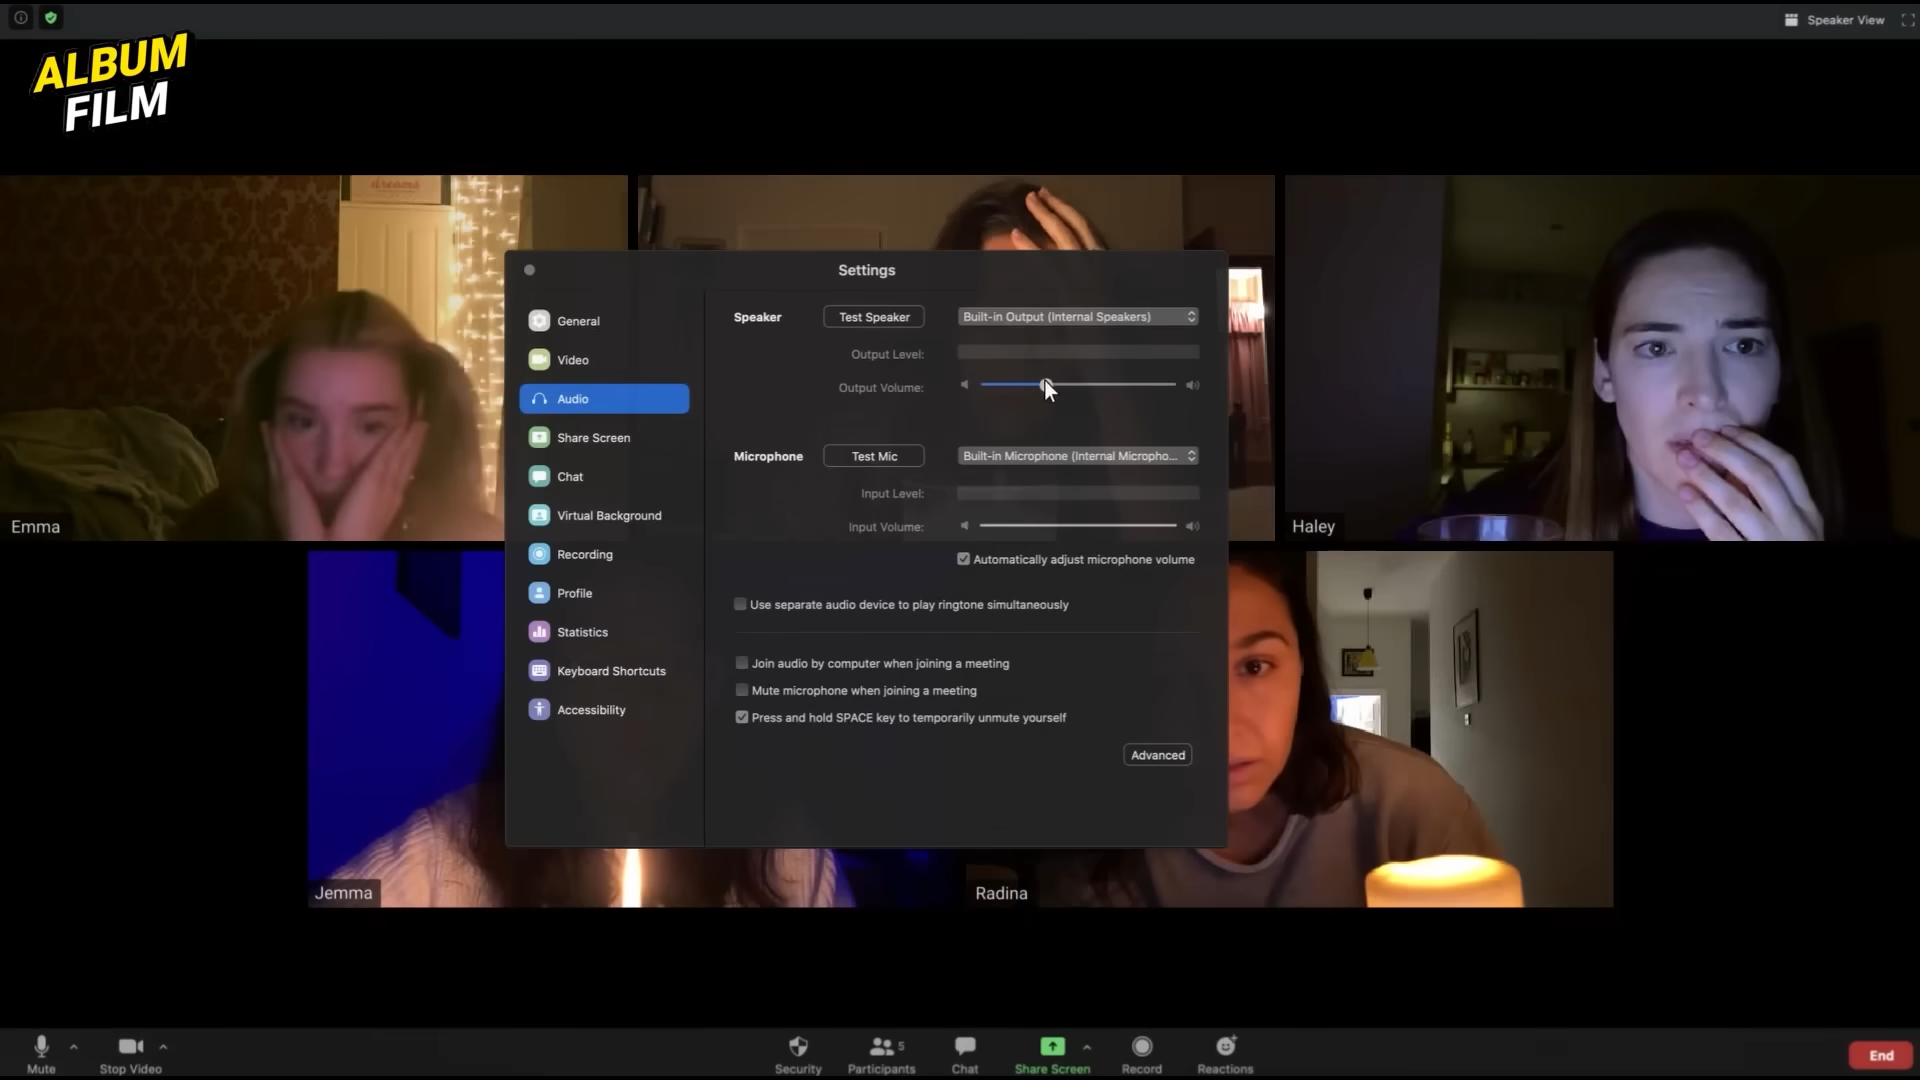 Speaker View
ALBUM
FILM
dreams
Settings
General
Video
Audio
Share Screen
Chat
Virtual Background
Recording
Profile
Statistics
Keyboard Shortcuts
Accessibility
Speaker
Test Speaker
Built-in Output (Internal Speakers)
Output Level:
Output Volume:
Microphone
Test Mic
Built-in Microphone (Internal Micropho...
Input Level:
Input Volume:
Automatically adjust microphone volume
Use separate audio device to play ringtone simultaneously
Join audio by computer when joining a meeting
Mute microphone when joining a meeting
Press and hold SPACE key to temporarily unmute yourself
Advanced
Emma
Haley
Jemma
Radina
Mute
Stop Video
Security
Participants
5
Chat
Share Screen
Record
Reactions
End